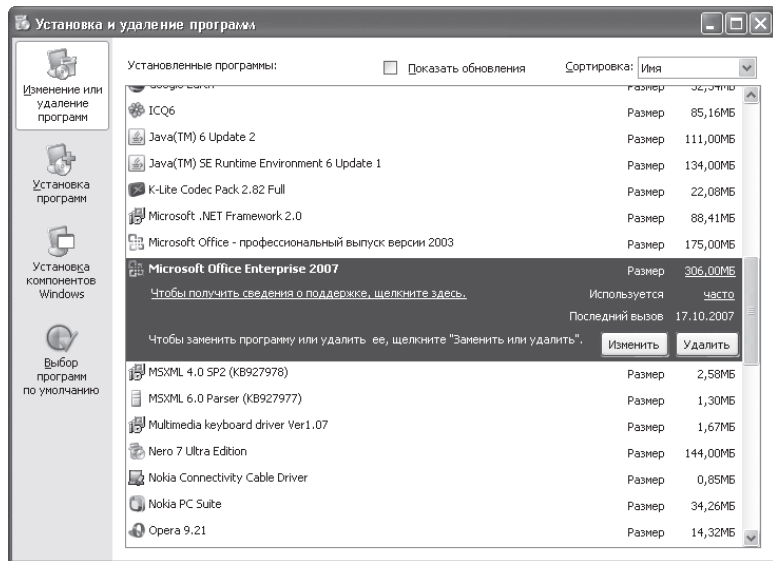 Установка и удаление программ
Изменение или
удаление
программ
Установка
программ
Установка
компонентов
Windows
Выбор
программ
по умолчанию
Установленные программы: Показать обновления Сортировка: Имя
Google Earth Размер 32,54МБ
ICQ6 Размер 85,16МБ
Java(TM) 6 Update 2 Размер 111,00МБ
Java(TM) SE Runtime Environment 6 Update 1 Размер 134,00МБ
K-Lite Codec Pack 2.82 Full Размер 22,08МБ
Microsoft .NET Framework 2.0 Размер 88,41МБ
Microsoft Office - профессиональный выпуск версии 2003 Размер 175,00МБ
Microsoft Office Enterprise 2007 Размер 306,00МБ
Чтобы получить сведения о поддержке, щелкните здесь. Используется часто
Последний вызов 17.10.2007
Чтобы заменить программу или удалить ее, щелкните "Заменить или удалить". Изменить Удалить
MSXML 4.0 SP2 (KB927978) Размер 2,58МБ
MSXML 6.0 Parser (KB927977) Размер 1,30МБ
Multimedia keyboard driver Ver1.07 Размер 1,67МБ
Nero 7 Ultra Edition Размер 144,00МБ
Nokia Connectivity Cable Driver Размер 0,85МБ
Nokia PC Suite Размер 34,26МБ
Opera 9.21 Размер 14,32МБ